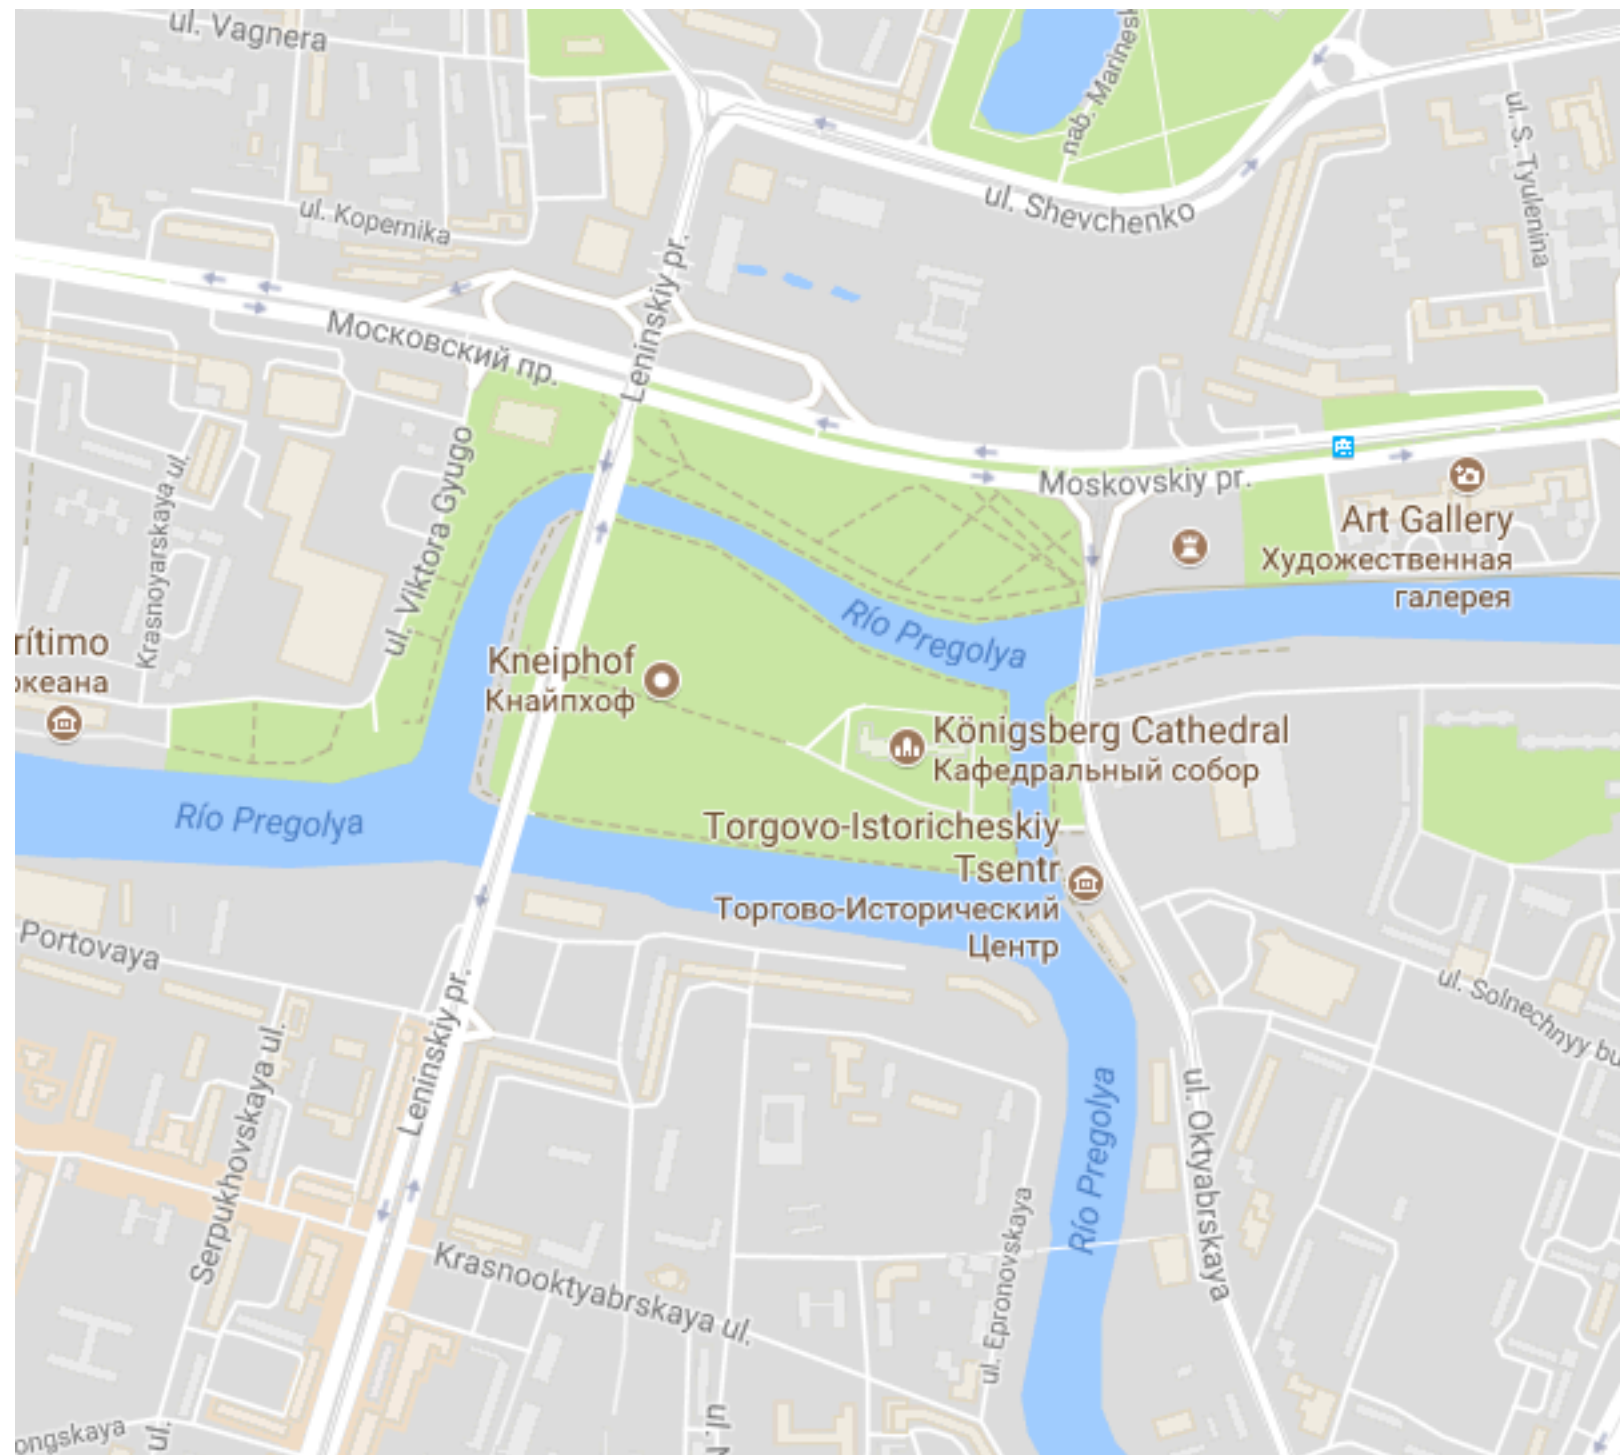 ul. Vagnera
nab. Marinesk
ul. S. Tyulenina
ul. Shevchenko
ul. Kopernika
Leninskiy pr.
Московский пр.
Moskovskiy pr.
Art Gallery
Художественная
галерея
Krasnoyarskaya ul.
ul. Viktora Gyugo
Río Pregolya
rítimo
океана
Kneiphof
Кнайпхоф
Königsberg Cathedral
Кафедральный собор
Río Pregolya
Torgovo-Istoricheskiy
Tsentr
Торгово-Исторический
Центр
Portovaya
ul. Solnechnyy bu
Leninskiy pr.
Serpukhovskaya ul.
Río Pregolya
ul. Oktyabrskaya
ul. Epronovskaya
Krasnooktyabrskaya ul.
ongskaya
ul.
ul.